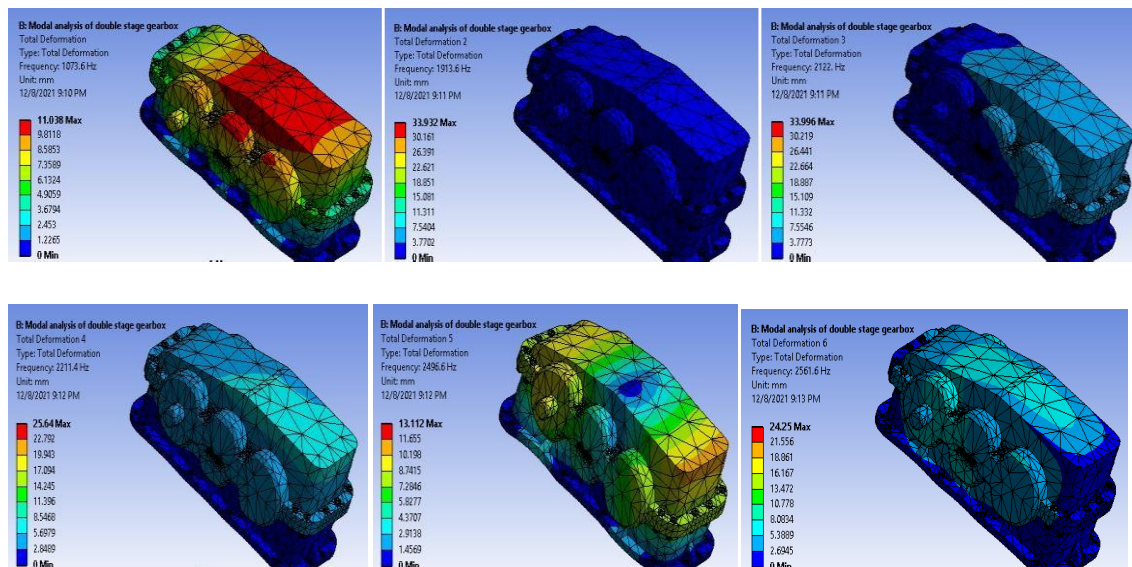 B: Modal analysis of double stage gearbox
Total Deformation
Type: Total Deformation
Frequency: 1073.6 Hz
Unit: mm
12/8/2021 9:10 PM
11.038 Max
9.8118
8.5853
7.3589
6.1324
4.9059
3.6794
2.453
1.2265
0 Min
B: Modal analysis of double stage gearbox
Total Deformation 2
Type: Total Deformation
Frequency: 1913.6 Hz
Unit: mm
12/8/2021 9:11 PM
33.932 Max
30.161
26.391
22.621
18.851
15.081
11.311
7.5404
3.7702
0 Min
B: Modal analysis of double stage gearbox
Total Deformation 3
Type: Total Deformation
Frequency: 2122. Hz
Unit: mm
12/8/2021 9:11 PM
33.996 Max
30.219
26.441
22.664
18.887
15.109
11.332
7.5546
3.7773
0 Min
B: Modal analysis of double stage gearbox
Total Deformation 4
Type: Total Deformation
Frequency: 2211.4 Hz
Unit: mm
12/8/2021 9:12 PM
25.64 Max
22.792
19.943
17.094
14.245
11.396
8.5468
5.6979
2.8489
0 Min
B: Modal analysis of double stage gearbox
Total Deformation 5
Type: Total Deformation
Frequency: 2496.6 Hz
Unit: mm
12/8/2021 9:12 PM
13.112 Max
11.655
10.198
8.7415
7.2846
5.8277
4.3707
2.9138
1.4569
0 Min
B: Modal analysis of double stage gearbox
Total Deformation 6
Type: Total Deformation
Frequency: 2561.6 Hz
Unit: mm
12/8/2021 9:13 PM
24.25 Max
21.556
18.861
16.167
13.472
10.778
8.0834
5.3889
2.6945
0 Min